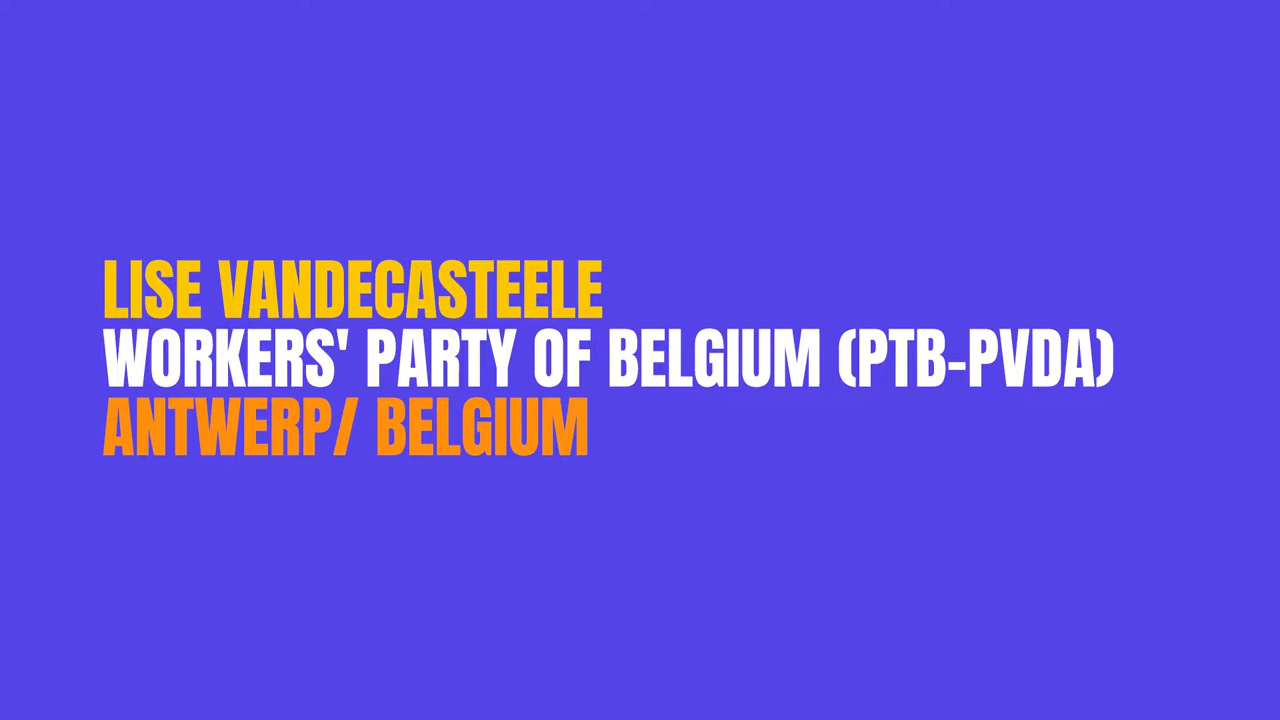 LISE VANDECASTEELE
WORKERS' PARTY OF BELGIUM (PTB-PVDA)
ANTWERP/ BELGIUM